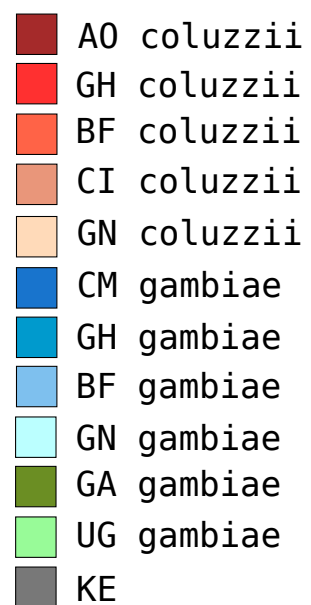 AO coluzzii
GH coluzzii
BF coluzzii
CI coluzzii
GN coluzzii
CM gambiae
GH gambiae
BF gambiae
GN gambiae
GA gambiae
UG gambiae
KE